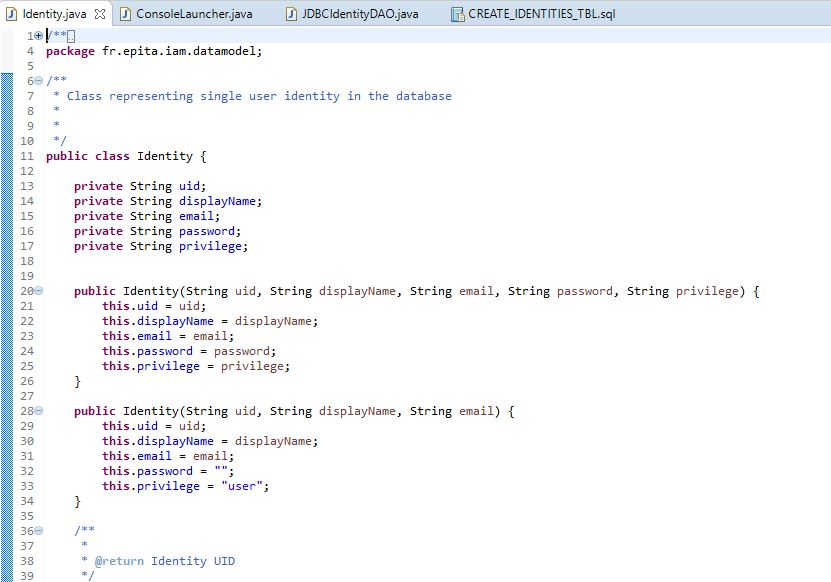 Identity.java ConsoleLauncher.java JDBCIdentityDAO.java CREATE_IDENTITIES_TBL.sql
1 /**
4 package fr.epita.iam.datamodel;
5
6 /**
7 * Class representing single user identity in the database
8 *
9 *
10 */
11 public class Identity {
12
13 private String uid;
14 private String displayName;
15 private String email;
16 private String password;
17 private String privilege;
18
19
20 public Identity(String uid, String displayName, String email, String password, String privilege) {
21 this.uid = uid;
22 this.displayName = displayName;
23 this.email = email;
24 this.password = password;
25 this.privilege = privilege;
26 }
27
28 public Identity(String uid, String displayName, String email) {
29 this.uid = uid;
30 this.displayName = displayName;
31 this.email = email;
32 this.password = "";
33 this.privilege = "user";
34 }
35
36 /**
37 *
38 * @return Identity UID
39 */